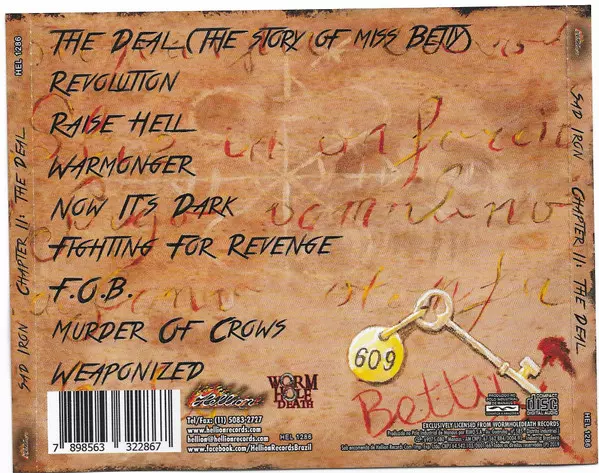 HEL 1286
SAD IRON - CHAPTER II: THE DEAL
THE DEAL (THE STORY OF MISS BETTY)
REVOLUTION
RAISE HELL
WARMONGER
NOW IT'S DARK
FIGHTING FOR REVENGE
F.O.B.
MURDER OF CROWS
WEAPONIZED
609
Betty
7 898563 322867
Hellion
Tel/Fax: (11) 5083-2727
www.hellionrecords.com
hellion@hellionrecords.com
www.facebook.com/HellionRecordsBrazil
WORM
HOLE
DEATH
HEL 1288
COMPACT
disc
DIGITAL AUDIO
EXCLUSIVELY LICENSED FROM WORMHOLEDEATH RECORDS
SAD IRON CHAPTER II: THE DEAL
HEL 1286